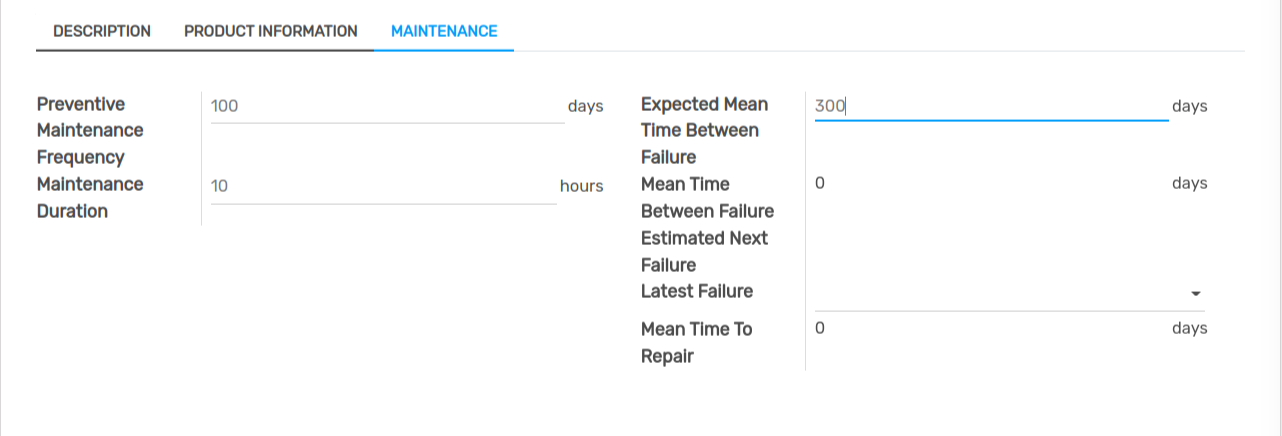 DESCRIPTION PRODUCT INFORMATION MAINTENANCE
Preventive
Maintenance
Frequency
100 days
Maintenance
Duration
10 hours
Expected Mean
Time Between
Failure
300 days
Mean Time
Between Failure
0 days
Estimated Next
Failure
Latest Failure
Mean Time To
Repair
0 days